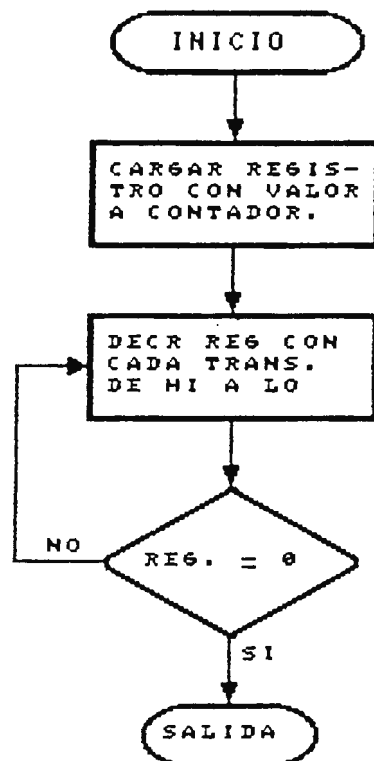 INICIO
CARGAR REGIS-
TRO CON VALOR
A CONTADOR.
DECR REG CON
CADA TRANS.
DE HI A LO
NO
REG. = 0
SI
SALIDA